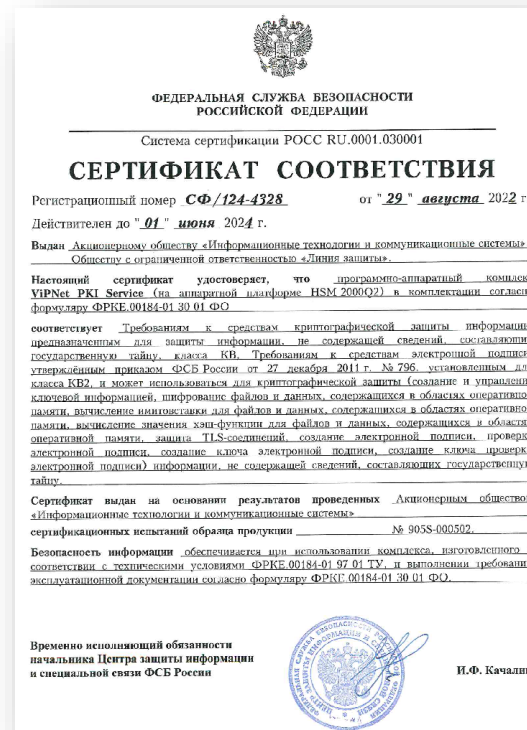 ФЕДЕРАЛЬНАЯ СЛУЖБА БЕЗОПАСНОСТИ
РОССИЙСКОЙ ФЕДЕРАЦИИ
Система сертификации РОСС RU.0001.030001
СЕРТИФИКАТ СООТВЕТСТВИЯ
Регистрационный номер СФ/124-4328 от "29" августа 2022 г
Действителен до "01" июня 2024 г.
Выдан Акционерному обществу «Информационные технологии и коммуникационные системы»
Обществу с ограниченной ответственностью «Линия защиты».
Настоящий сертификат удостоверяет, что программно-аппаратный комплек
ViPNet PKI Service (на аппаратной платформе HSM 2000Q2) в комплектации согласн
формуляру ФРКЕ.00184-01 30 01 ФО
соответствует Требованиям к средствам криптографической защиты информации
предназначенным для защиты информации, не содержащей сведений, составляющи
государственную тайну, класса КВ, Требованиям к средствам электронной подписи
утверждённым приказом ФСБ России от 27 декабря 2011 г. № 796, установленным дл
класса КВ2, и может использоваться для криптографической защиты (создание и управлени
ключевой информацией, шифрование файлов и данных, содержащихся в областях оперативно
памяти, вычисление имитовставки для файлов и данных, содержащихся в областях оперативно
памяти, вычисление значения хэш-функции для файлов и данных, содержащихся в областя
оперативной памяти, защита TLS-соединений, создание электронной подписи, проверк
электронной подписи, создание ключа электронной подписи, создание ключа проверк
электронной подписи) информации, не содержащей сведений, составляющих государственну
тайну.
Сертификат выдан на основании результатов проведенных Акционерным общество
«Информационные технологии и коммуникационные системы»
сертификационных испытаний образца продукции № 905S-000502.
Безопасность информации обеспечивается при использовании комплекса, изготовленного
соответствии с техническими условиями ФРКЕ.00184-01 97 01 ТУ, и выполнении требовани
эксплуатационной документации согласно формуляру ФРКЕ.00184-01 30 01 ФО.
Временно исполняющий обязанности
начальника Центра защиты информации
и специальной связи ФСБ России
И.Ф. Качалин